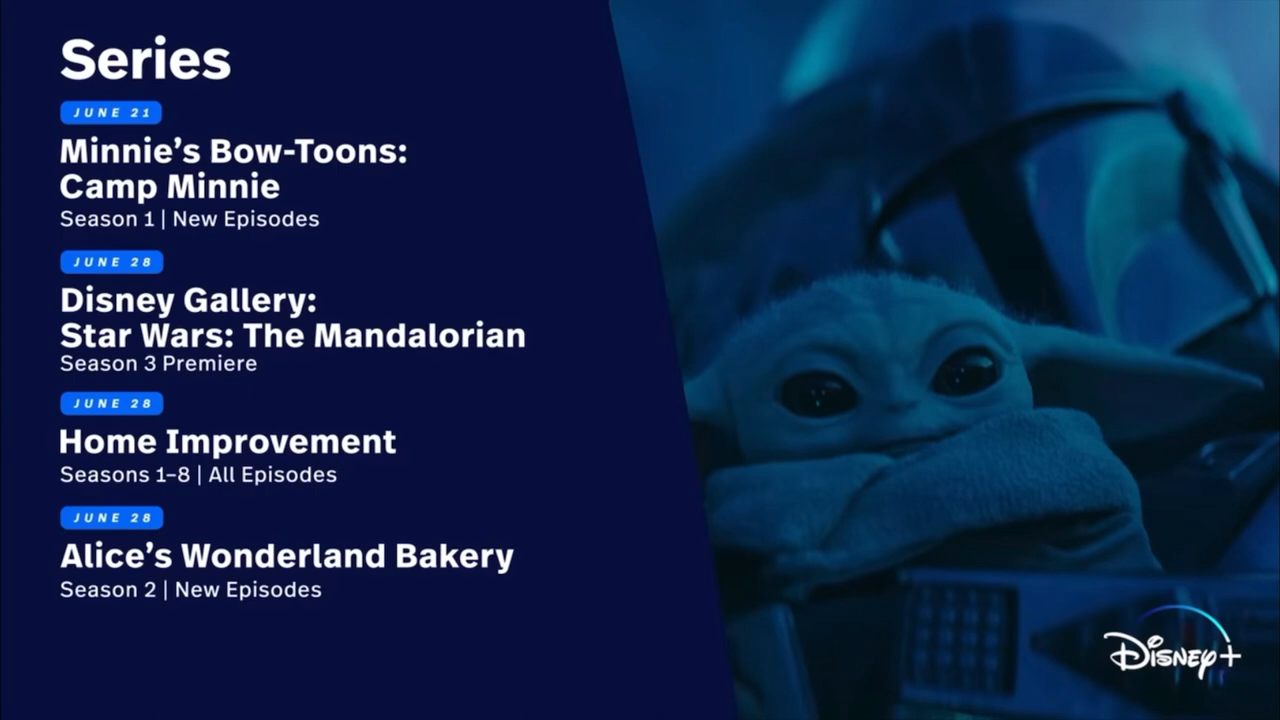 Series
JUNE 21
Minnie’s Bow-Toons:
Camp Minnie
Season 1 | New Episodes
JUNE 28
Disney Gallery:
Star Wars: The Mandalorian
Season 3 Premiere
JUNE 28
Home Improvement
Seasons 1–8 | All Episodes
JUNE 28
Alice’s Wonderland Bakery
Season 2 | New Episodes
Disney+